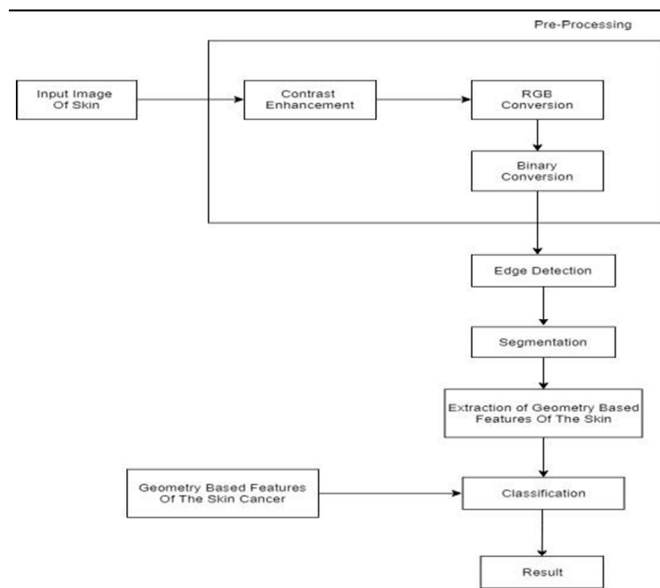 Pre-Processing
Input Image
Of Skin
Contrast
Enhancement
RGB
Conversion
Binary
Conversion
Edge Detection
Segmentation
Extraction of Geometry Based
Features Of The Skin
Geometry Based Features
Of The Skin Cancer
Classification
Result